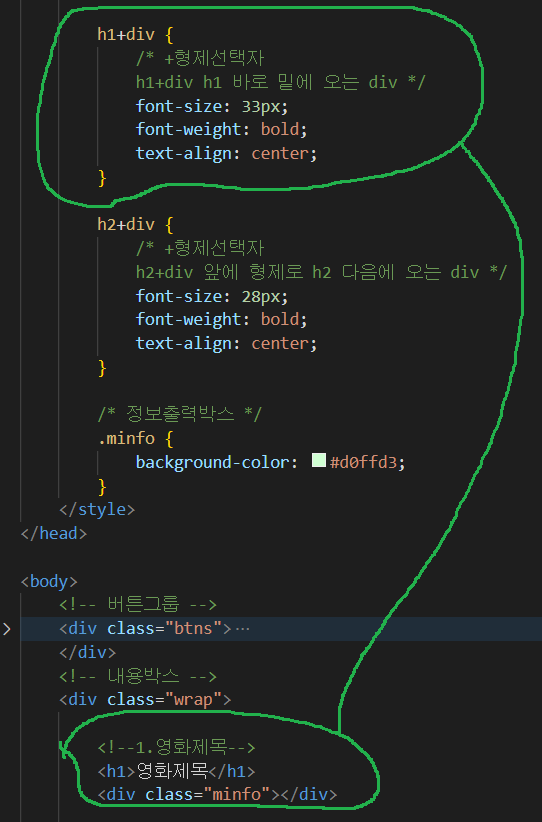 h1+div {
/* +형제선택자
h1+div h1 바로 밑에 오는 div */
font-size: 33px;
font-weight: bold;
text-align: center;
}
h2+div {
/* +형제선택자
h2+div 앞에 형제로 h2 다음에 오는 div */
font-size: 28px;
font-weight: bold;
text-align: center;
}
/* 정보출력박스 */
.minfo {
background-color: #d0ffd3;
}
</style>
</head>
<body>
<!-- 버튼그룹 -->
<div class="btns">…
</div>
<!-- 내용박스 -->
<div class="wrap">
<!--1.영화제목-->
<h1>영화제목</h1>
<div class="minfo"></div>